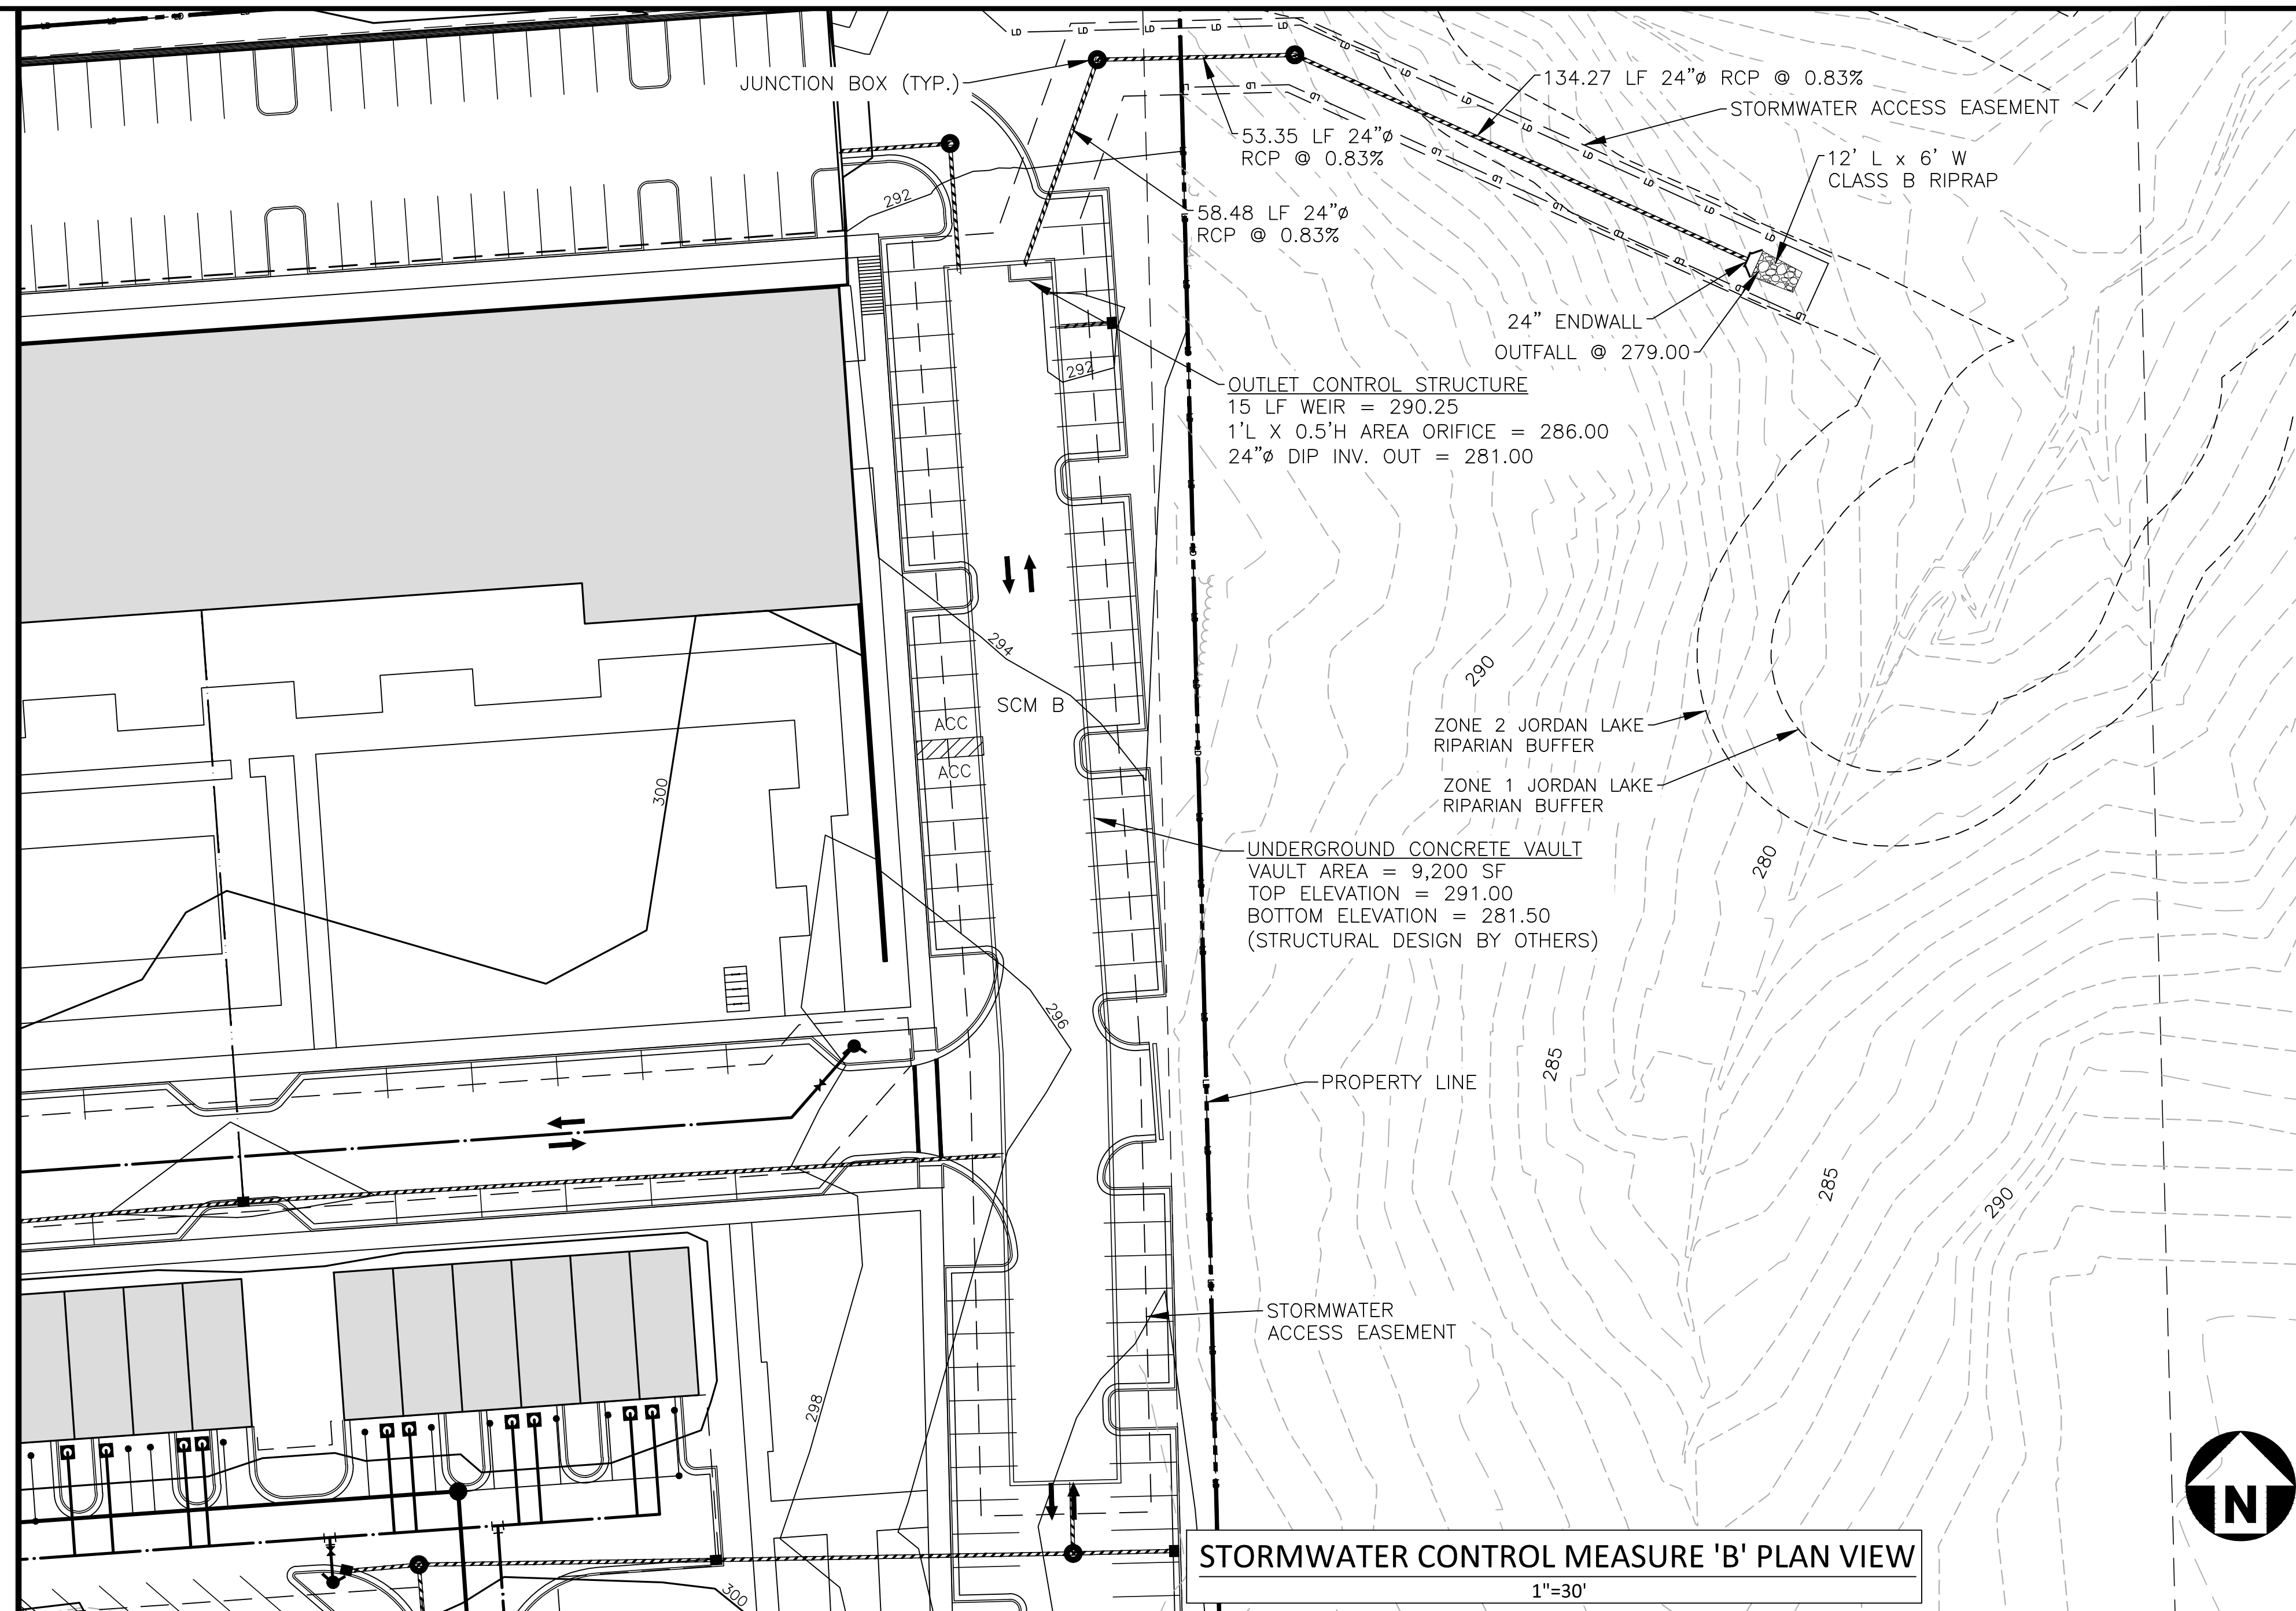 JUNCTION BOX (TYP.)
134.27 LF 24"ø RCP @ 0.83%
STORMWATER ACCESS EASEMENT
53.35 LF 24"ø
RCP @ 0.83%
12' L x 6' W
CLASS B RIPRAP
292
58.48 LF 24"ø
RCP @ 0.83%
24" ENDWALL
OUTFALL @ 279.00
292
OUTLET CONTROL STRUCTURE
15 LF WEIR = 290.25
1'L X 0.5'H AREA ORIFICE = 286.00
24"ø DIP INV. OUT = 281.00
294
290
SCM B
ACC
ACC
ZONE 2 JORDAN LAKE
RIPARIAN BUFFER
ZONE 1 JORDAN LAKE
RIPARIAN BUFFER
300
280
UNDERGROUND CONCRETE VAULT
VAULT AREA = 9,200 SF
TOP ELEVATION = 291.00
BOTTOM ELEVATION = 281.50
(STRUCTURAL DESIGN BY OTHERS)
296
285
PROPERTY LINE
285
290
STORMWATER
ACCESS EASEMENT
298
300
N
STORMWATER CONTROL MEASURE 'B' PLAN VIEW
1"=30'